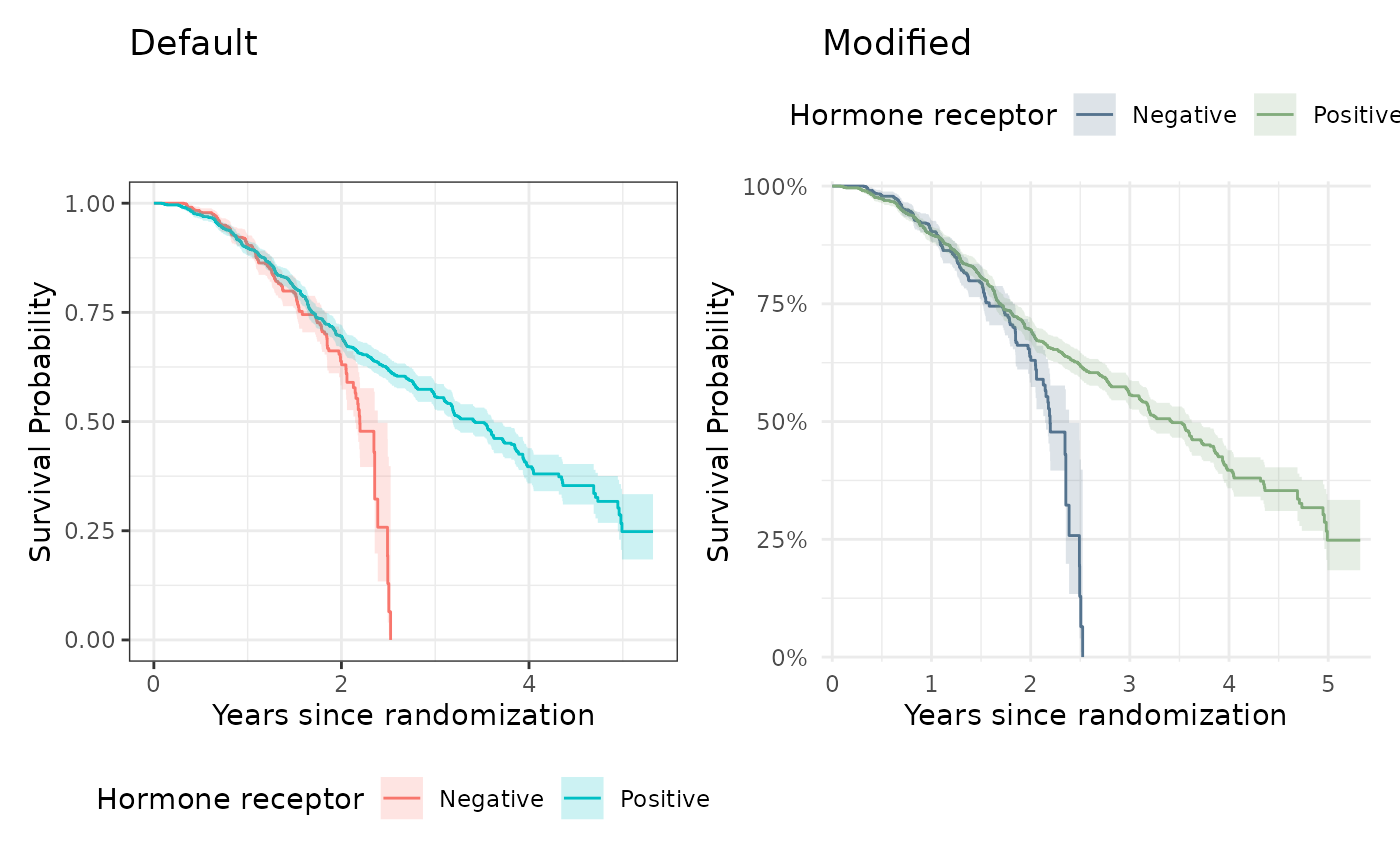 Default
Survival Probability
1.00
0.75
0.50
0.25
0.00
0 2 4
Years since randomization
Hormone receptor Negative Positive
Modified
Hormone receptor Negative Positive
Survival Probability
100%
75%
50%
25%
0%
0 1 2 3 4 5
Years since randomization